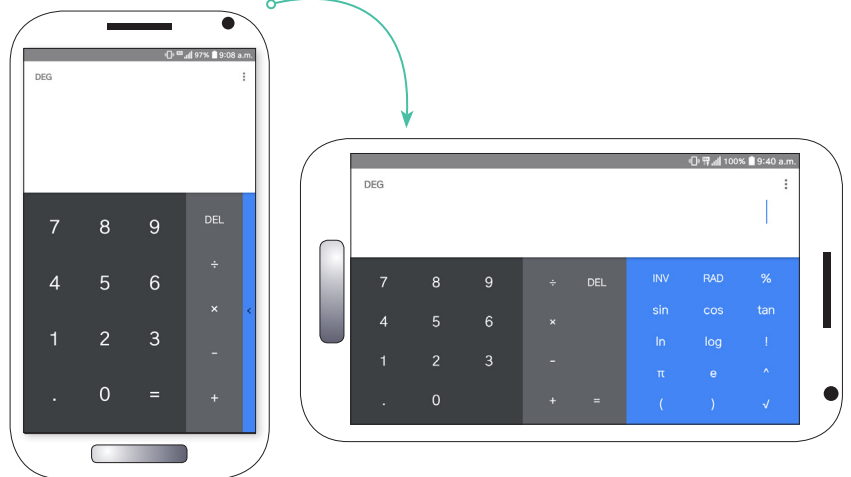 97% 9:08 a.m.
DEG
DEL
7 8 9
÷
4 5 6
×
1 2 3
<
−
. 0 =
+
100% 9:40 a.m.
DEG
7 8 9 ÷ DEL INV RAD %
4 5 6 × sin cos tan
1 2 3 − ln log !
π e ^
. 0 + = ( ) √